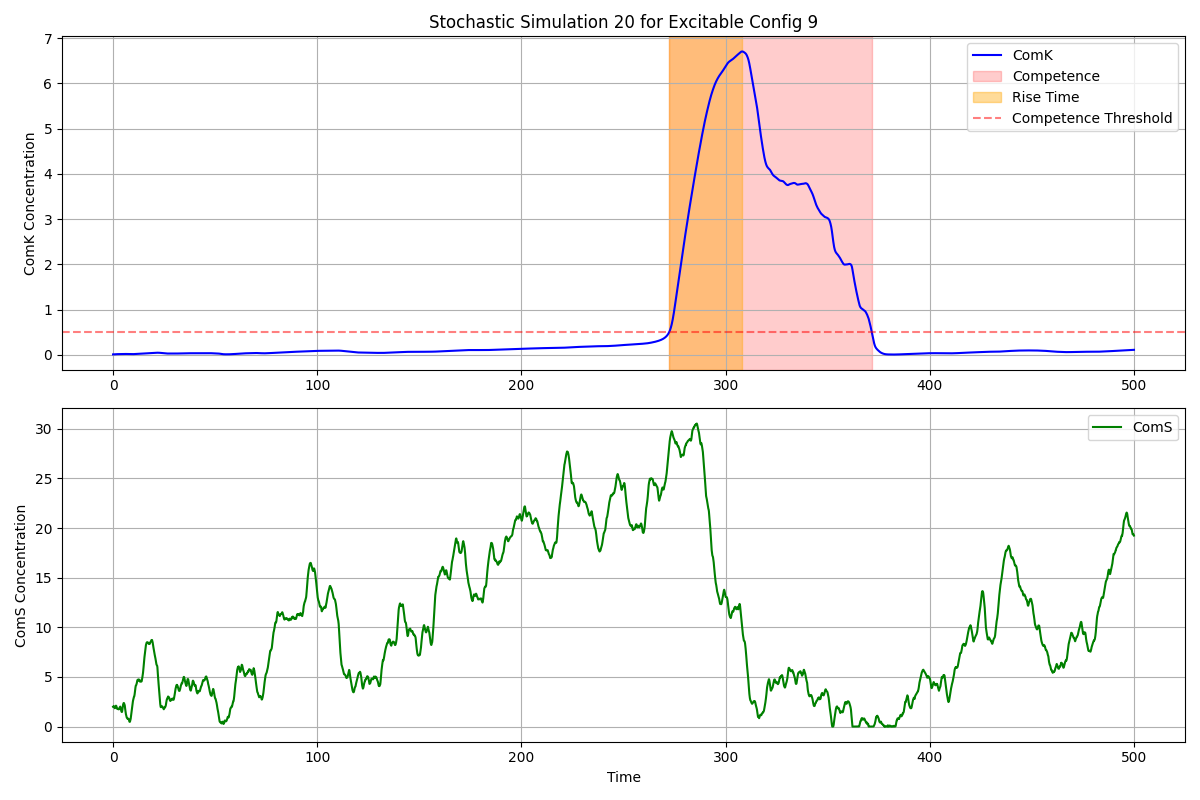 Stochastic Simulation 20 for Excitable Config 9
ComK Concentration
7
6
5
4
3
2
1
0
ComK
Competence
Rise Time
Competence Threshold
0 100 200 300 400 500
ComS Concentration
30
25
20
15
10
5
0
ComS
0 100 200 300 400 500
Time